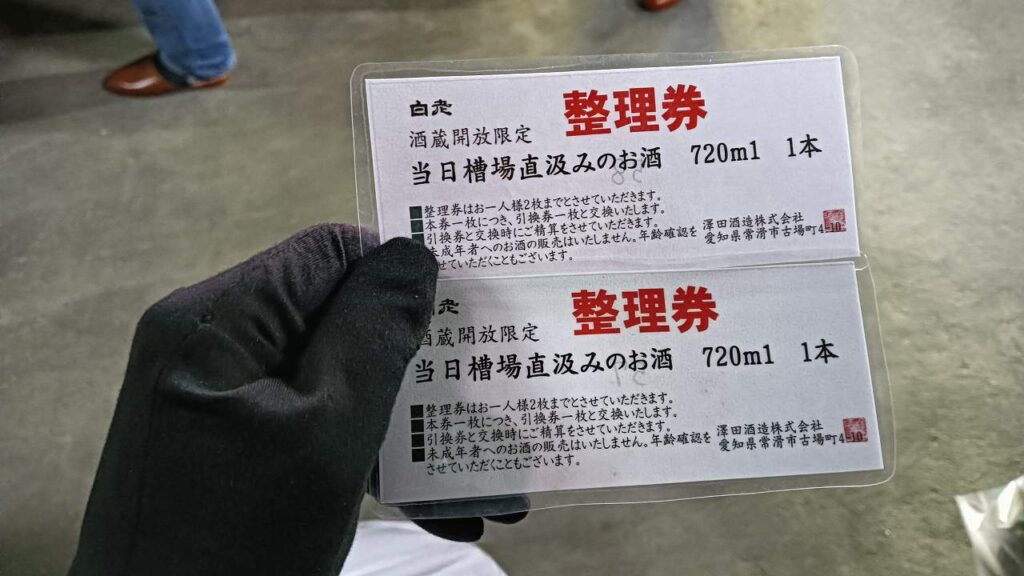 白老
整理券
酒蔵開放限定
当日槽場直汲みのお酒 720ml 1本
■整理券はお一人様2枚までとさせていただきます。
■本券一枚につき、引換券一枚と交換いたします。
■引換券と交換時にご精算をさせていただきます。
未成年者へのお酒の販売はいたしません。年齢確認を
せていただくこともございます。
澤田酒造株式会社
愛知県常滑市古場町4-10
老
整理券
酒蔵開放限定
当日槽場直汲みのお酒 720ml 1本
■整理券はお一人様2枚までとさせていただきます。
■本券一枚につき、引換券一枚と交換いたします。
■引換券と交換時にご精算をさせていただきます。
■未成年者へのお酒の販売はいたしません。年齢確認を
させていただくこともございます。
澤田酒造株式会社
愛知県常滑市古場町4-10